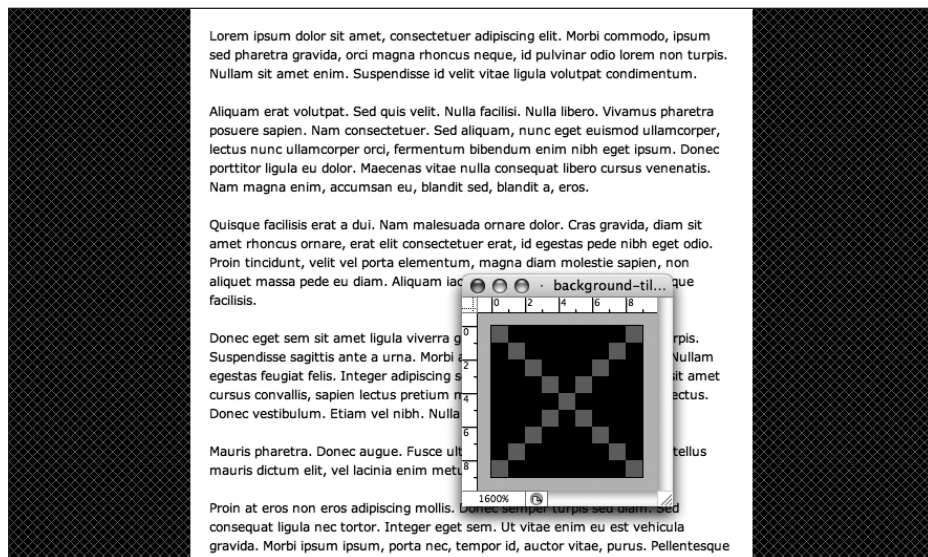 Lorem ipsum dolor sit amet, consectetuer adipiscing elit. Morbi commodo, ipsum
sed pharetra gravida, orci magna rhoncus neque, id pulvinar odio lorem non turpis.
Nullam sit amet enim. Suspendisse id velit vitae ligula volutpat condimentum.
Aliquam erat volutpat. Sed quis velit. Nulla facilisi. Nulla libero. Vivamus pharetra
posuere sapien. Nam consectetuer. Sed aliquam, nunc eget euismod ullamcorper,
lectus nunc ullamcorper orci, fermentum bibendum enim nibh eget ipsum. Donec
porttitor ligula eu dolor. Maecenas vitae nulla consequat libero cursus venenatis.
Nam magna enim, accumsan eu, blandit sed, blandit a, eros.
Quisque facilisis erat a dui. Nam malesuada ornare dolor. Cras gravida, diam sit
amet rhoncus ornare, erat elit consectetuer erat, id egestas pede nibh eget odio.
Proin tincidunt, velit vel porta elementum, magna diam molestie sapien, non
aliquet massa pede eu diam. Aliquam iac que
facilisis.
Donec eget sem sit amet ligula viverra g rpis.
Suspendisse sagittis ante a urna. Morbi a Nullam
egestas feugiat felis. Integer adipiscing s sit amet
cursus convallis, sapien lectus pretium m ectus.
Donec vestibulum. Etiam vel nibh. Nulla
Mauris pharetra. Donec augue. Fusce ult tellus
mauris dictum elit, vel lacinia enim metu
Proin at eros non eros adipiscing mollis. Donec semper turpis sed diam. Sed
consequat ligula nec tortor. Integer eget sem. Ut vitae enim eu est vehicula
gravida. Morbi ipsum ipsum, porta nec, tempor id, auctor vitae, purus. Pellentesque
background-til...
0 2 4 6 8
0
2
4
6
8
1600%